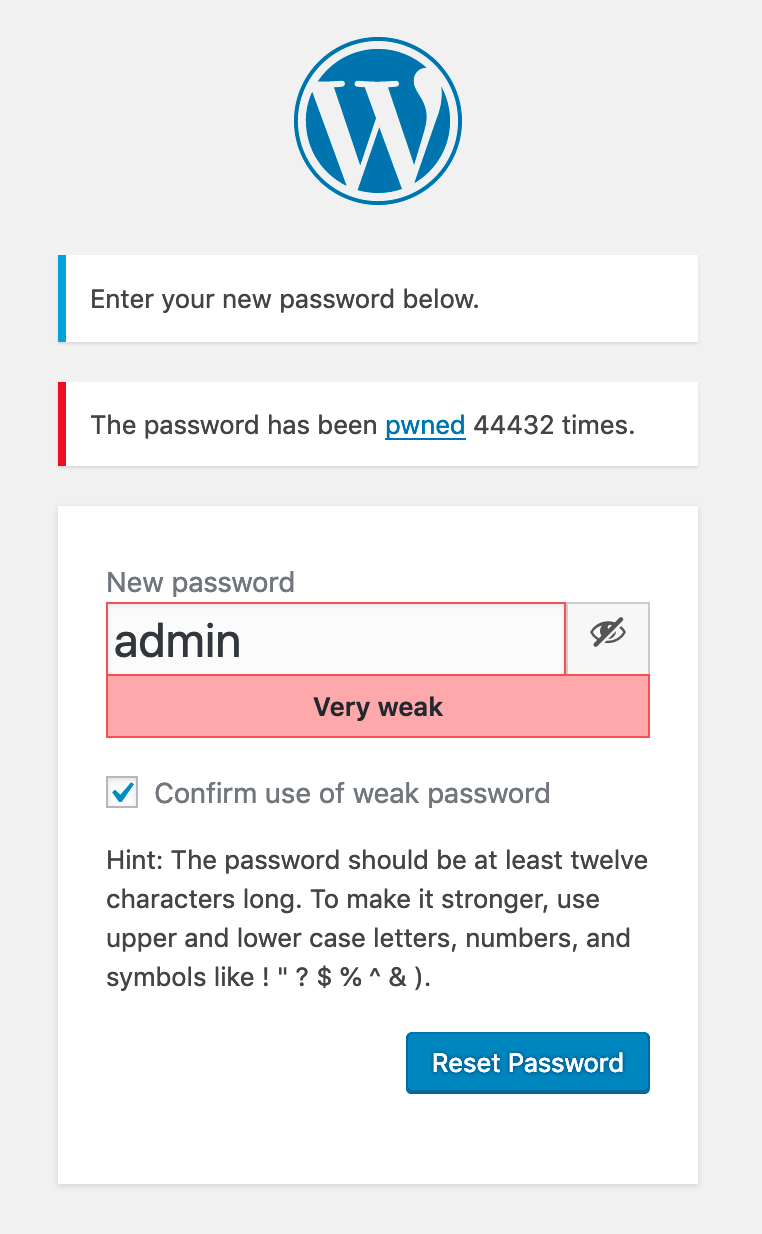 Enter your new password below.
The password has been pwned 44432 times.
New password
admin
Very weak
Confirm use of weak password
Hint: The password should be at least twelve
characters long. To make it stronger, use
upper and lower case letters, numbers, and
symbols like ! " ? $ % ^ & ).
Reset Password